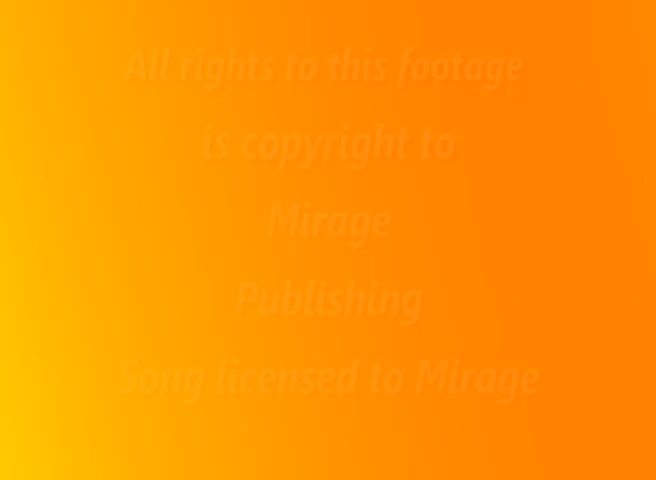 All rights to this footage
is copyright to
Mirage
Publishing
Song licensed to Mirage